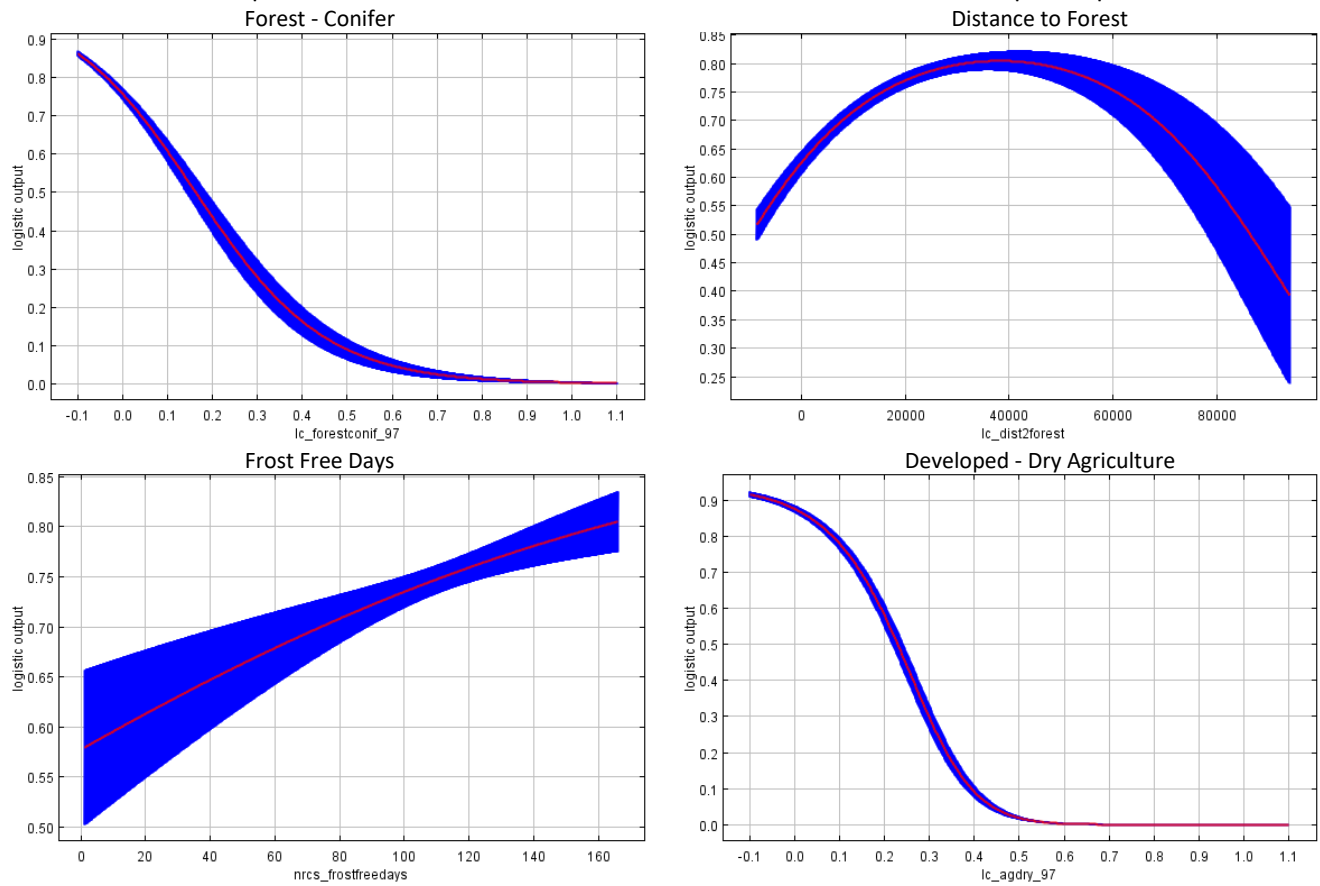 Forest - Conifer
0.9
0.8
0.7
0.6
0.5
0.4
0.3
0.2
0.1
0.0
logistic output
-0.1 0.0 0.1 0.2 0.3 0.4 0.5 0.6 0.7 0.8 0.9 1.0 1.1
lc_forestconif_97
Distance to Forest
0.85
0.80
0.75
0.70
0.65
0.60
0.55
0.50
0.45
0.40
0.35
0.30
0.25
logistic output
0 20000 40000 60000 80000
lc_dist2forest
Frost Free Days
0.85
0.80
0.75
0.70
0.65
0.60
0.55
0.50
logistic output
0 20 40 60 80 100 120 140 160
nrcs_frostfreedays
Developed - Dry Agriculture
0.9
0.8
0.7
0.6
0.5
0.4
0.3
0.2
0.1
0.0
logistic output
-0.1 0.0 0.1 0.2 0.3 0.4 0.5 0.6 0.7 0.8 0.9 1.0 1.1
lc_agdry_97